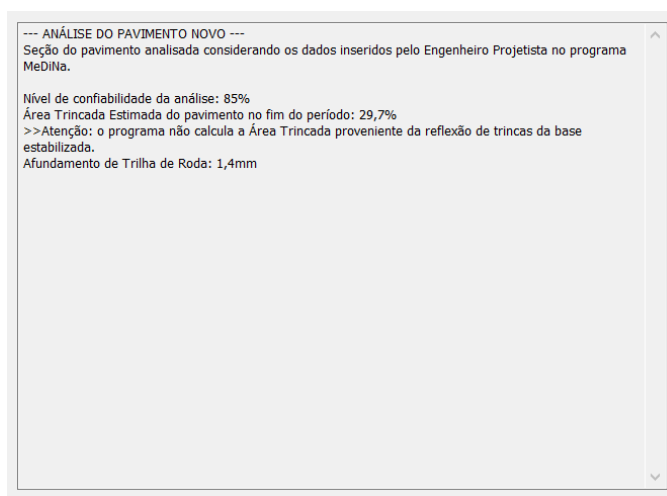 --- ANÁLISE DO PAVIMENTO NOVO ---
Seção do pavimento analisada considerando os dados inseridos pelo Engenheiro Projetista no programa
MeDiNa.
Nível de confiabilidade da análise: 85%
Área Trincada Estimada do pavimento no fim do período: 29,7%
>>Atenção: o programa não calcula a Área Trincada proveniente da reflexão de trincas da base
estabilizada.
Afundamento de Trilha de Roda: 1,4mm